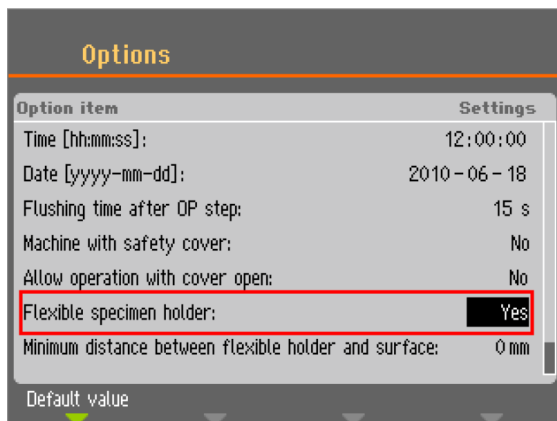 Options
Option item Settings
Time [hh:mm:ss]: 12:00:00
Date [yyyy-mm-dd]: 2010-06-18
Flushing time after OP step: 15 s
Machine with safety cover: No
Allow operation with cover open: No
Flexible specimen holder: Yes
Minimum distance between flexible holder and surface: 0 mm
Default value